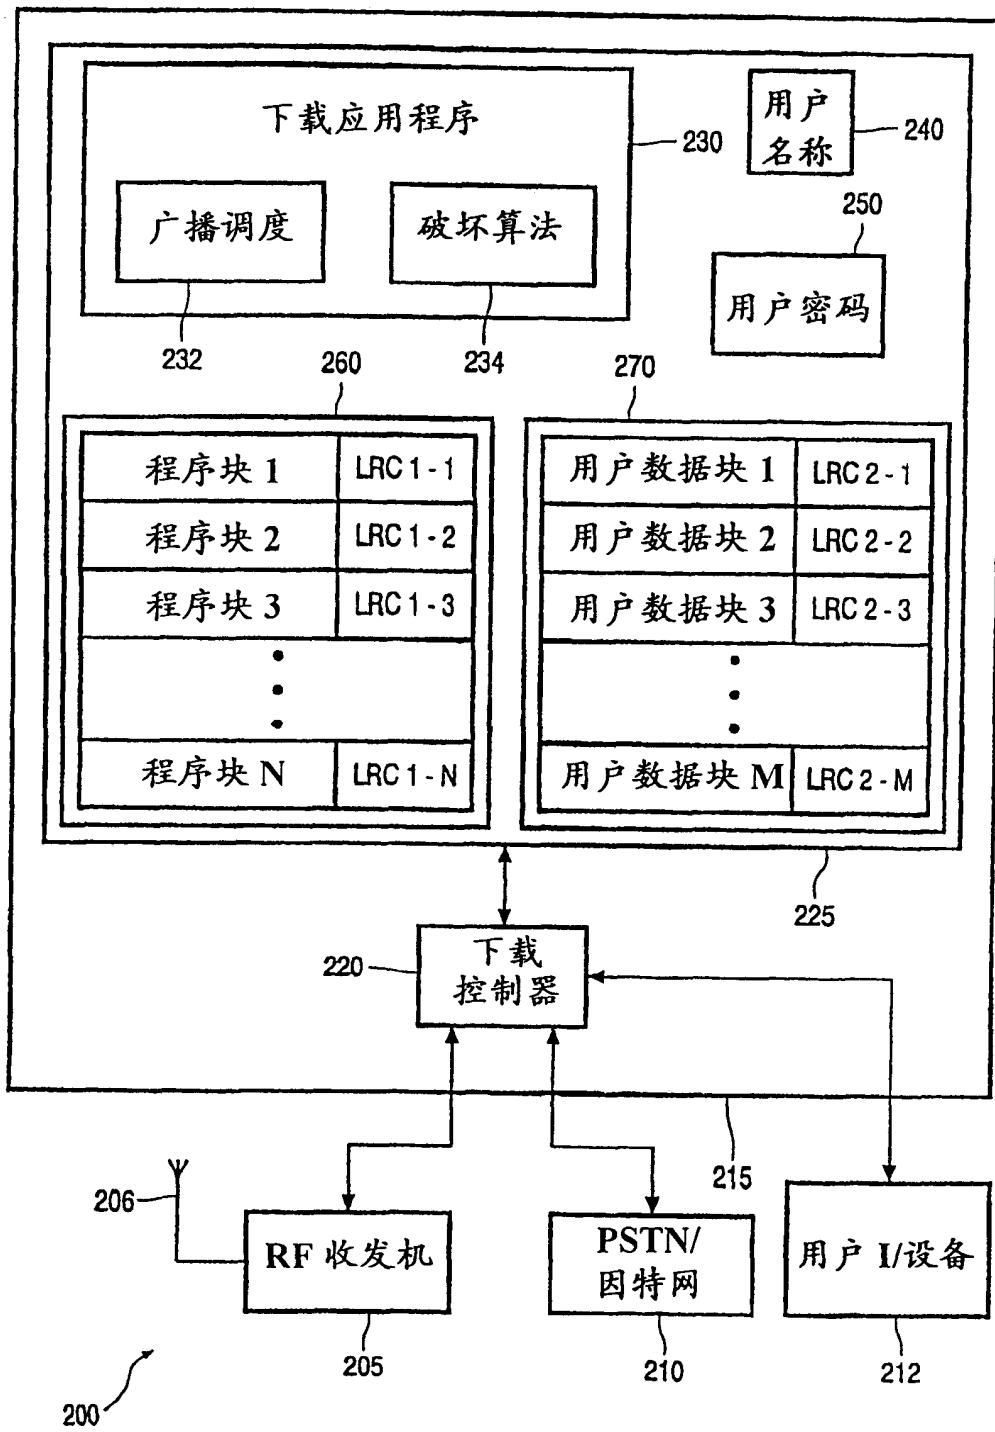 下载应用程序
230
用户
名称
240
广播调度
破坏算法
250
用户密码
232
234
260
270
程序块 1
LRC 1 - 1
程序块 2
LRC 1 - 2
程序块 3
LRC 1 - 3
程序块 N
LRC 1 - N
用户数据块 1
LRC 2 - 1
用户数据块 2
LRC 2 - 2
用户数据块 3
LRC 2 - 3
用户数据块 M
LRC 2 - M
225
220
下载
控制器
215
206
RF 收发机
PSTN/
因特网
用户 I/设备
205
210
212
200